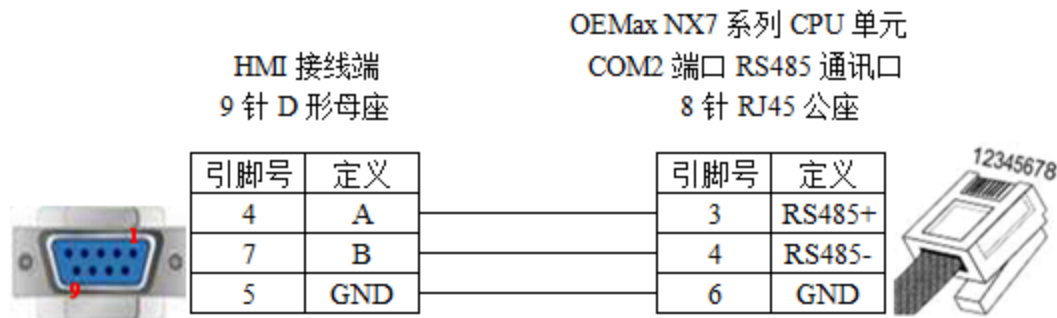 OEMax NX7 系列 CPU 单元
HMI 接线端
COM2 端口 RS485 通讯口
9 针 D 形母座
8 针 RJ45 公座
引脚号 定义
引脚号 定义
12345678
4 A
3 RS485+
1
7 B
4 RS485-
9
5 GND
6 GND